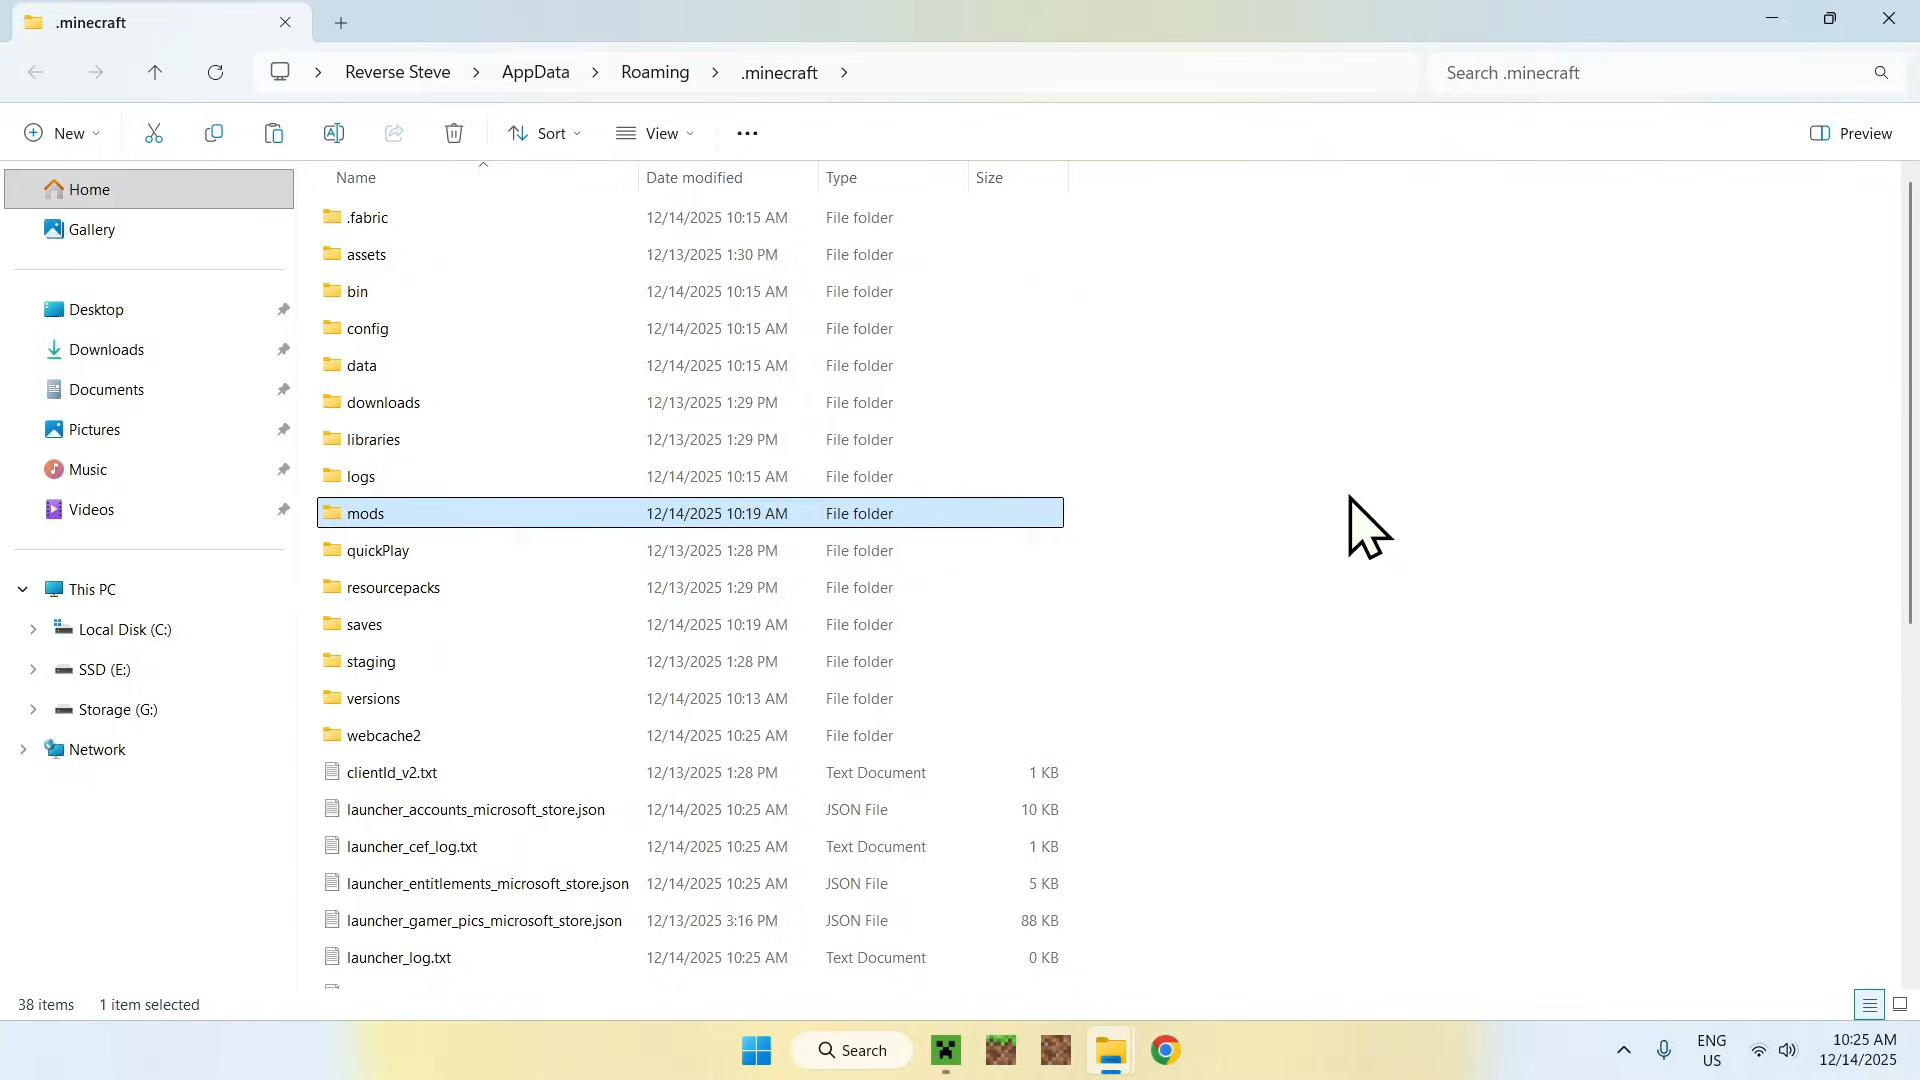 .minecraft
Reverse Steve > AppData > Roaming > .minecraft >
Search .minecraft
New
Sort
View
Preview
Name Date modified Type Size
Home
Gallery
Desktop
Downloads
Documents
Pictures
Music
Videos
This PC
Local Disk (C:)
SSD (E:)
Storage (G:)
Network
.fabric 12/14/2025 10:15 AM File folder
assets 12/13/2025 1:30 PM File folder
bin 12/14/2025 10:15 AM File folder
config 12/14/2025 10:15 AM File folder
data 12/14/2025 10:15 AM File folder
downloads 12/13/2025 1:29 PM File folder
libraries 12/13/2025 1:29 PM File folder
logs 12/14/2025 10:15 AM File folder
mods 12/14/2025 10:19 AM File folder
quickPlay 12/13/2025 1:28 PM File folder
resourcepacks 12/13/2025 1:29 PM File folder
saves 12/14/2025 10:19 AM File folder
staging 12/13/2025 1:28 PM File folder
versions 12/14/2025 10:13 AM File folder
webcache2 12/14/2025 10:25 AM File folder
clientId_v2.txt 12/13/2025 1:28 PM Text Document 1 KB
launcher_accounts_microsoft_store.json 12/14/2025 10:25 AM JSON File 10 KB
launcher_cef_log.txt 12/14/2025 10:25 AM Text Document 1 KB
launcher_entitlements_microsoft_store.json 12/14/2025 10:25 AM JSON File 5 KB
launcher_gamer_pics_microsoft_store.json 12/13/2025 3:16 PM JSON File 88 KB
launcher_log.txt 12/14/2025 10:25 AM Text Document 0 KB
38 items 1 item selected
Search
ENG
US
10:25 AM
12/14/2025